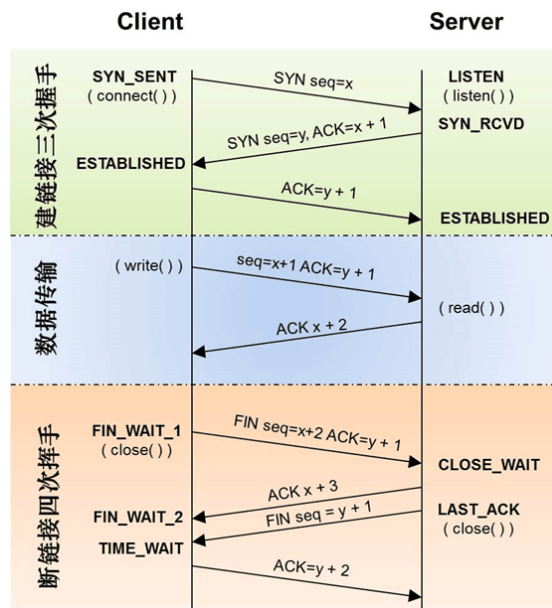 Client
Server
建链接三次握手
SYN_SENT
( connect( ) )
SYN seq=x
LISTEN
( listen( ) )
SYN_RCVD
SYN seq=y, ACK=x + 1
ESTABLISHED
ACK=y + 1
ESTABLISHED
数据传输
( write( ) )
seq=x+1 ACK=y + 1
( read( ) )
ACK x + 2
断链接四次挥手
FIN_WAIT_1
( close( ) )
FIN seq=x+2 ACK=y + 1
CLOSE_WAIT
ACK x + 3
FIN_WAIT_2
FIN seq = y + 1
LAST_ACK
( close( ) )
TIME_WAIT
ACK=y + 2